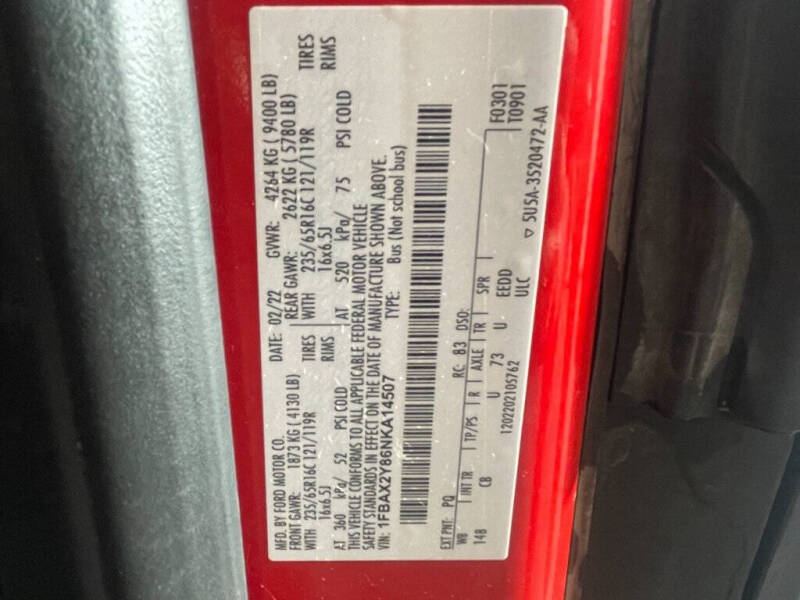 MFD. BY FORD MOTOR CO.
DATE: 02/22 GVWR: 4264 KG ( 9400 LB)
FRONT GAWR: 1873 KG ( 4130 LB) REAR GAWR: 2622 KG ( 5780 LB)
WITH 235/65R16C 121/119R TIRES WITH 235/65R16C 121/119R TIRES
16x6.5J RIMS 16x6.5J RIMS
AT 360 kPa/ 52 PSI COLD AT 520 kPa/ 75 PSI COLD
THIS VEHICLE CONFORMS TO ALL APPLICABLE FEDERAL MOTOR VEHICLE
SAFETY STANDARDS IN EFFECT ON THE DATE OF MANUFACTURE SHOWN ABOVE.
VIN: 1FBAX2Y86NKA14507 TYPE: Bus (Not school bus)
EXT PNT: PQ RC: 83 DSO: F0301
WB INT TR TP/PS R AXLE TR SPR T0901
148 CB U 73 U EEDD
1202202105762 ULC ▽ 5U5A-3520472-AA